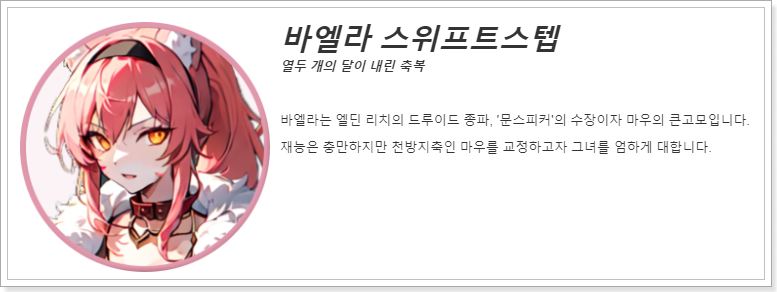 바엘라 스위프트스텝
열두 개의 달이 내린 축복
바엘라는 엘딘 리치의 드루이드 종파, '문스피커'의 수장이자 마우의 큰고모입니다.
재능은 충만하지만 천방지축인 마우를 교정하고자 그녀를 엄하게 대합니다.